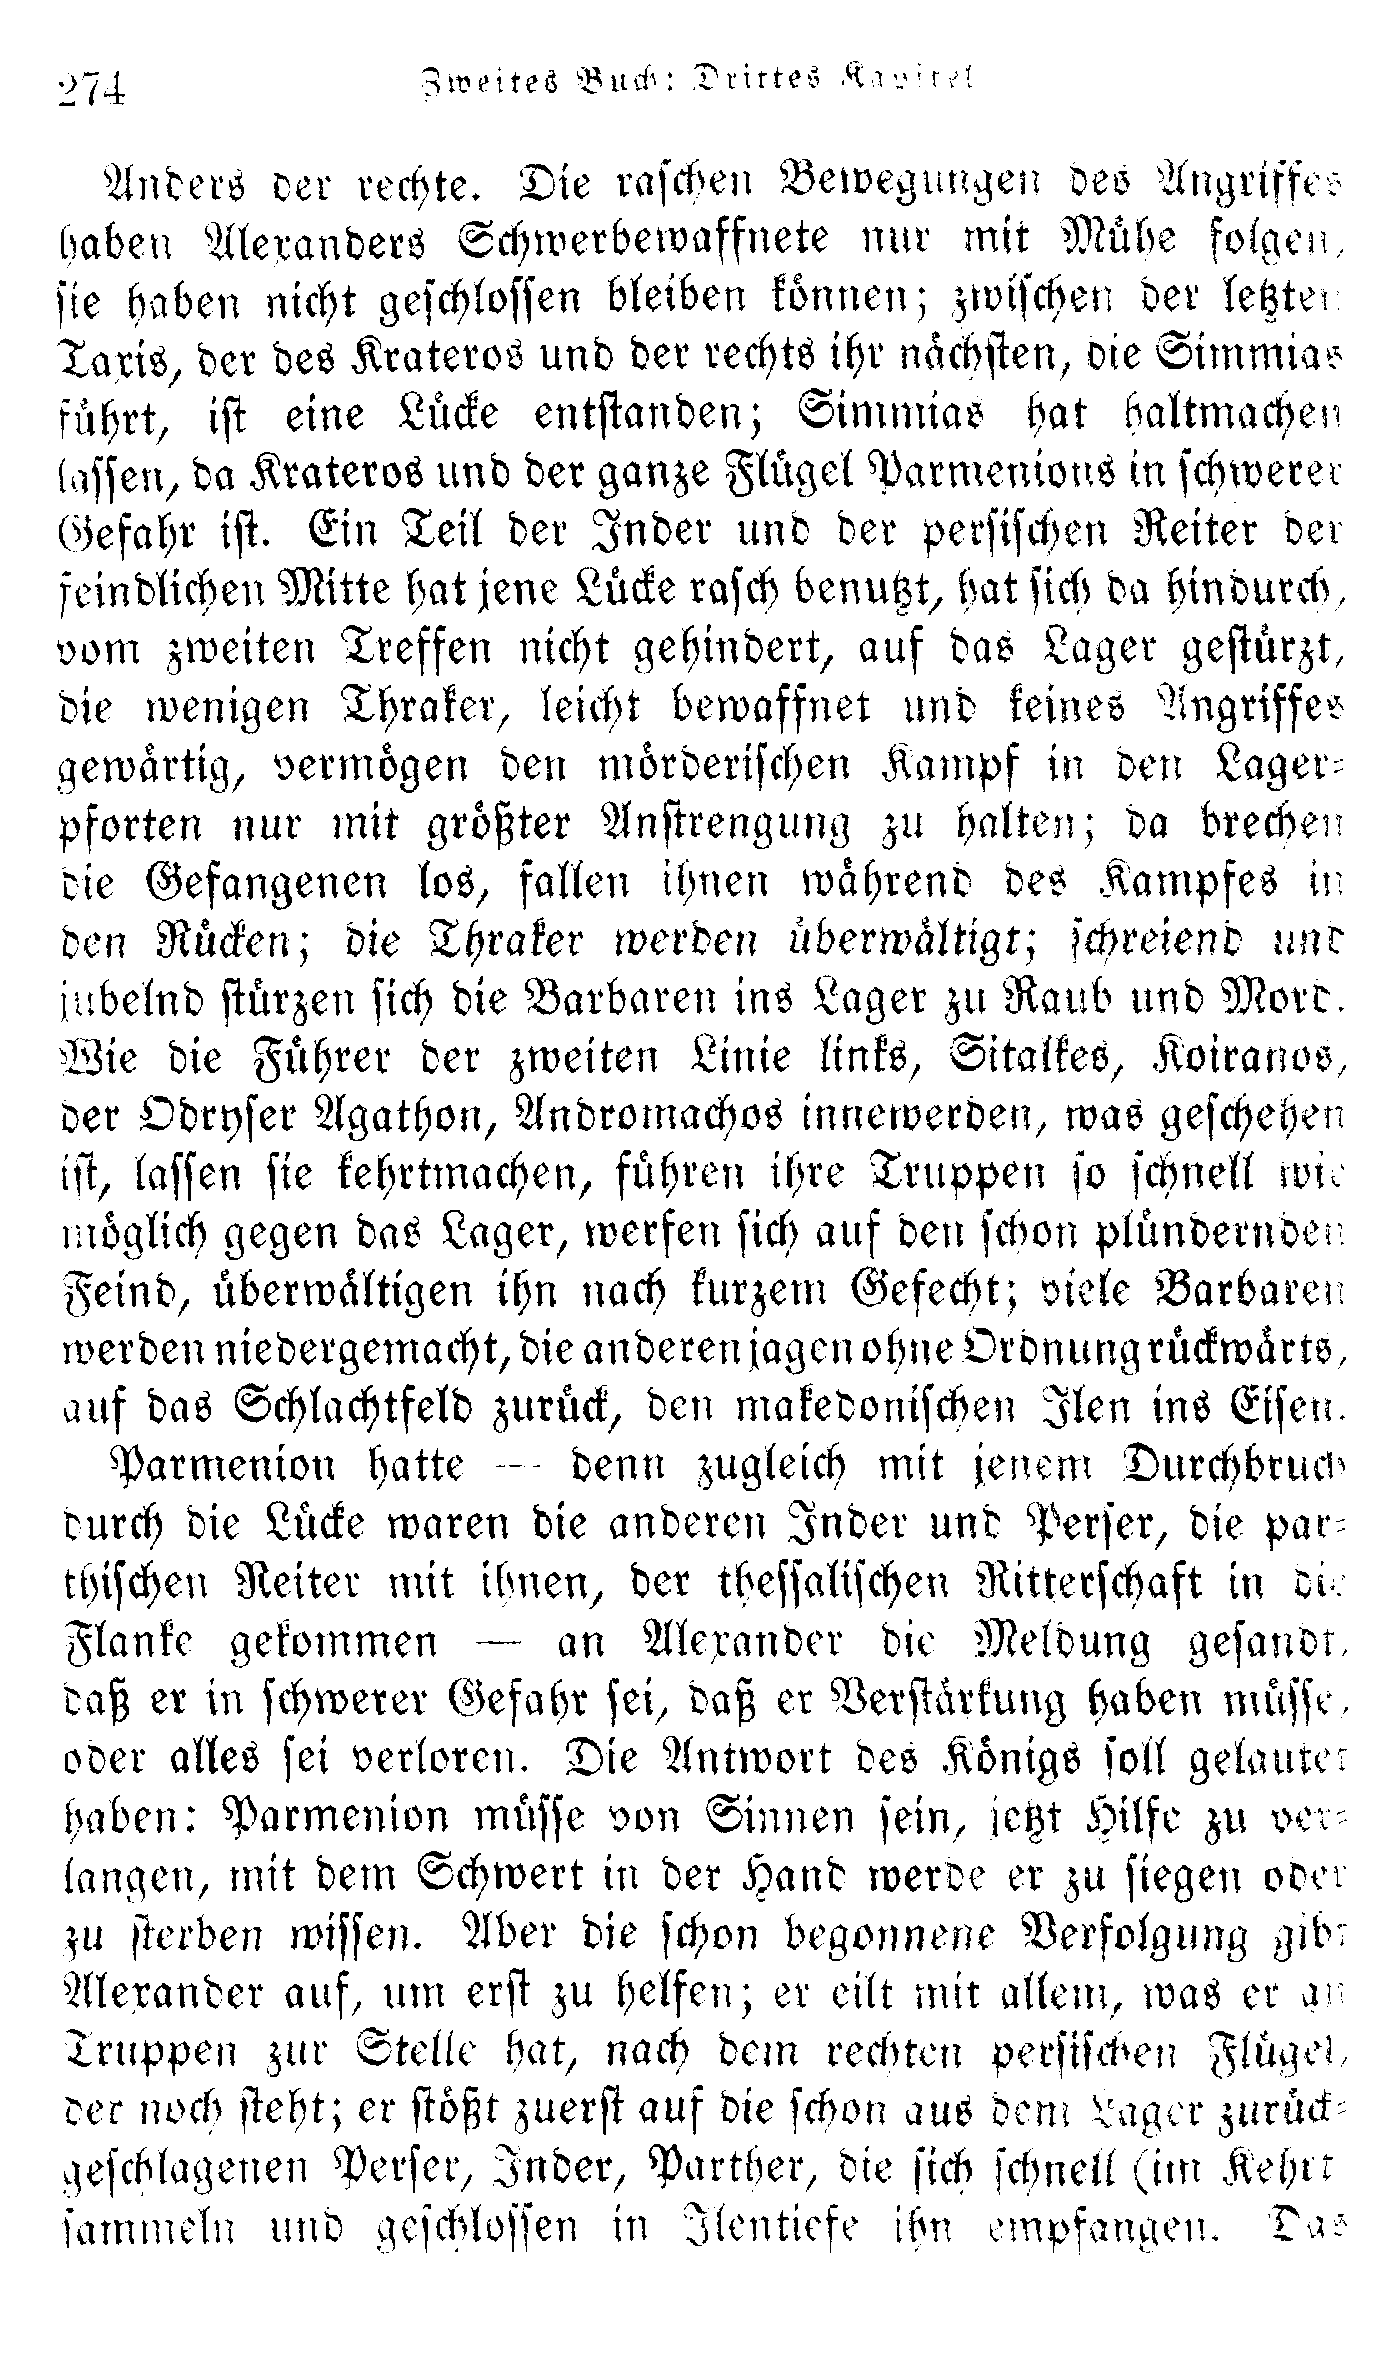 274 Zweites Buch: Drittes Kapitel
Anders der rechte. Die raschen Bewegungen des Angriffes
haben Alexanders Schwerbewaffnete nur mit Mühe folgen,
sie haben nicht geschlossen bleiben können; zwischen der letzten
Taxis, der des Krateros und der rechts ihr nächsten, die Simmias
führt, ist eine Lücke entstanden; Simmias hat haltmachen
lassen, da Krateros und der ganze Flügel Parmenions in schwerer
Gefahr ist. Ein Teil der Inder und der persischen Reiter der
feindlichen Mitte hat jene Lücke rasch benutzt, hat sich da hindurch,
vom zweiten Treffen nicht gehindert, auf das Lager gestürzt,
die wenigen Thraker, leicht bewaffnet und keines Angriffes
gewärtig, vermögen den mörderischen Kampf in den Lager-
pforten nur mit größter Anstrengung zu halten; da brechen
die Gefangenen los, fallen ihnen während des Kampfes in
den Rücken; die Thraker werden überwältigt; schreiend und
jubelnd stürzen sich die Barbaren ins Lager zu Raub und Mord.
Wie die Führer der zweiten Linie links, Sitalkes, Koiranos,
der Odryser Agathon, Andromachos innewerden, was geschehen
ist, lassen sie kehrtmachen, führen ihre Truppen so schnell wie
möglich gegen das Lager, werfen sich auf den schon plündernden
Feind, überwältigen ihn nach kurzem Gefecht; viele Barbaren
werden niedergemacht, die anderen jagen ohne Ordnung rückwärts,
auf das Schlachtfeld zurück, den makedonischen Ilen ins Eisen.
Parmenion hatte — denn zugleich mit jenem Durchbruch
durch die Lücke waren die anderen Inder und Perser, die par-
thischen Reiter mit ihnen, der thessalischen Ritterschaft in die
Flanke gekommen — an Alexander die Meldung gesandt,
daß er in schwerer Gefahr sei, daß er Verstärkung haben müsse,
oder alles sei verloren. Die Antwort des Königs soll gelautet
haben: Parmenion müsse von Sinnen sein, jetzt Hilfe zu ver-
langen, mit dem Schwert in der Hand werde er zu siegen oder
zu sterben wissen. Aber die schon begonnene Verfolgung gibt
Alexander auf, um erst zu helfen; er eilt mit allem, was er an
Truppen zur Stelle hat, nach dem rechten persischen Flügel,
der noch steht; er stößt zuerst auf die schon aus dem Lager zurück-
geschlagenen Perser, Inder, Parther, die sich schnell (im Kehrt
sammeln und geschlossen in Ilentiefe ihn empfangen. Das